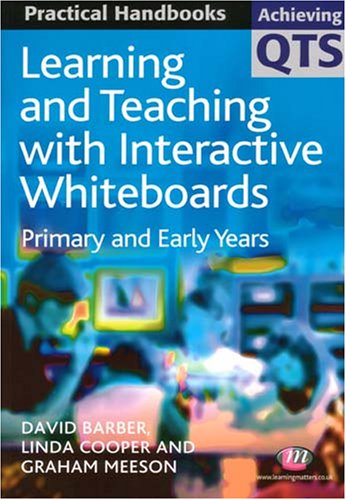 Practical Handbooks
Achieving
QTS
Learning
and Teaching
with Interactive
Whiteboards
Primary and Early Years
DAVID BARBER,
LINDA COOPER AND
GRAHAM MEESON
www.learningmatters.co.uk